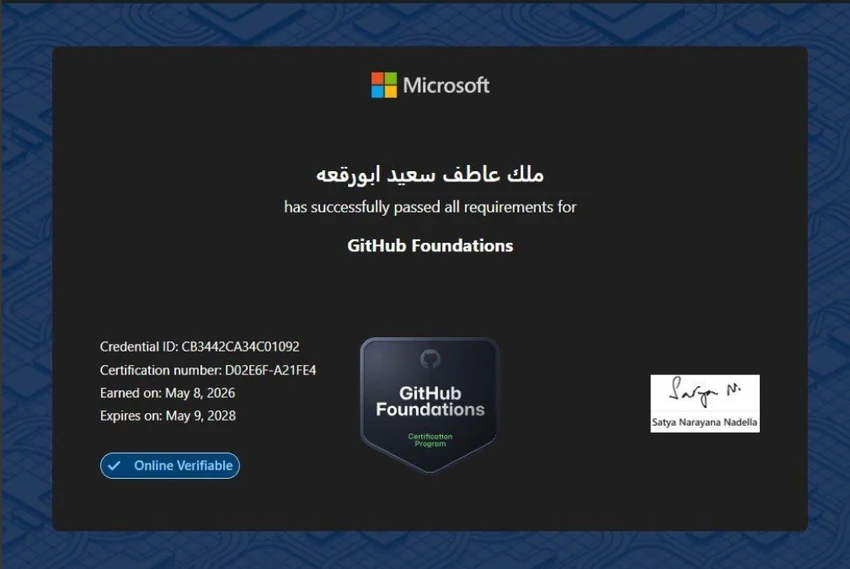 Microsoft
ملك عاطف سعيد ابورقعه
has successfully passed all requirements for
GitHub Foundations
Credential ID: CB3442CA34C01092
Certification number: D02E6F-A21FE4
Earned on: May 8, 2026
Expires on: May 9, 2028
Online Verifiable
GitHub
Foundations
Certification
Program
Satya N.
Satya Narayana Nadella